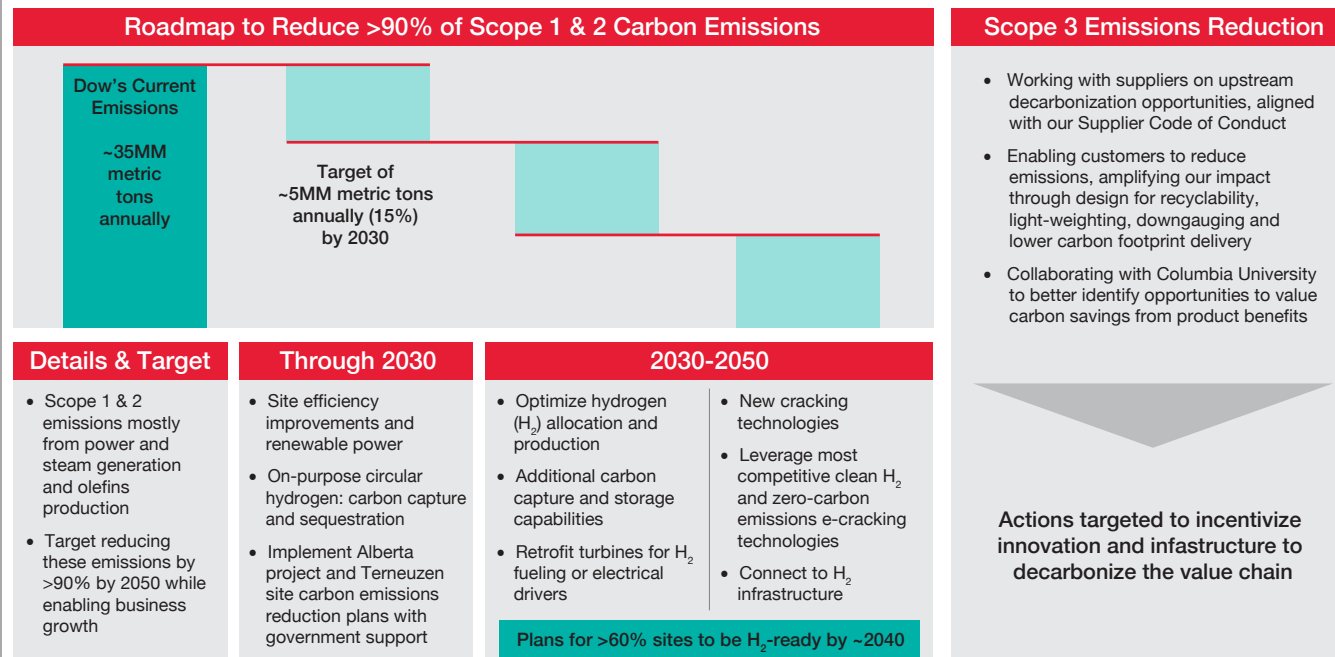 Roadmap to Reduce >90% of Scope 1 & 2 Carbon Emissions
Dow's Current
Emissions
~35MM
metric
tons
annually
Target of
~5MM metric tons
annually (15%)
by 2030
Details & Target
• Scope 1 & 2
emissions mostly
from power and
steam generation
and olefins
production
• Target reducing
these emissions by
>90% by 2050 while
enabling business
growth
Through 2030
• Site efficiency
improvements and
renewable power
• On-purpose circular
hydrogen: carbon capture
and sequestration
• Implement Alberta
project and Terneuzen
site carbon emissions
reduction plans with
government support
2030-2050
• Optimize hydrogen
(H₂) allocation and
production
• Additional carbon
capture and storage
capabilities
• Retrofit turbines for H₂
fueling or electrical
drivers
• New cracking
technologies
• Leverage most
competitive clean H₂
and zero-carbon
emissions e-cracking
technologies
• Connect to H₂
infrastructure
Plans for >60% sites to be H₂-ready by ~2040
Scope 3 Emissions Reduction
• Working with suppliers on upstream
decarbonization opportunities, aligned
with our Supplier Code of Conduct
• Enabling customers to reduce
emissions, amplifying our impact
through design for recyclability,
light-weighting, downgauging and
lower carbon footprint delivery
• Collaborating with Columbia University
to better identify opportunities to value
carbon savings from product benefits
Actions targeted to incentivize
innovation and infastructure to
decarbonize the value chain